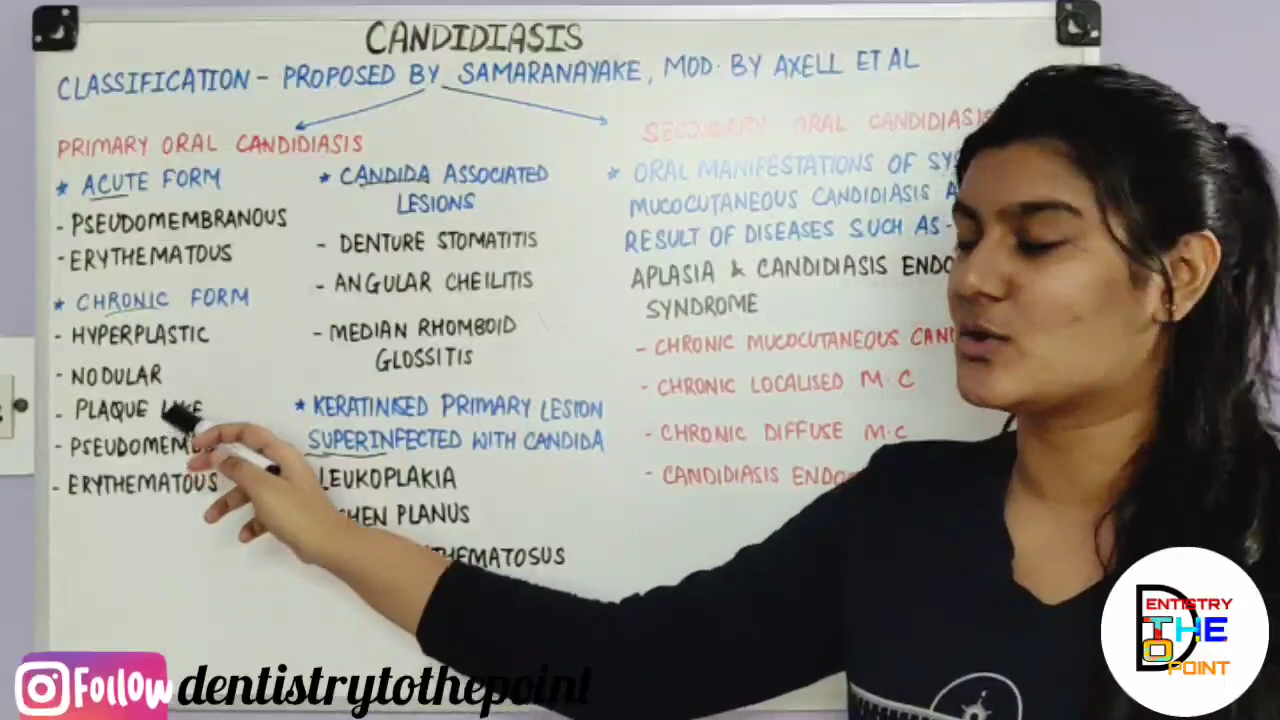 CANDIDIASIS
CLASSIFICATION - PROPOSED BY SAMARANAYAKE, MOD. BY AXELL ET AL
PRIMARY ORAL CANDIDIASIS
* ACUTE FORM
- PSEUDOMEMBRANOUS
- ERYTHEMATOUS
* CHRONIC FORM
- HYPERPLASTIC
- NODULAR
- PLAQUE
-
- ERYTHEMATOUS
* CANDIDA ASSOCIATED
LESIONS
- DENTURE STOMATITIS
- ANGULAR CHEILITIS
- MEDIAN RHOMBOID
GLOSSITIS
* KERATINISED PRIMARY LESION
SUPERINFECTED WITH CANDIDA
LEUKOPLAKIA
PLANUS
SECONDARY ORAL CANDIDIASIS
* ORAL MANIFESTATIONS OF
MUCOCUTANEOUS CANDIDIASIS
RESULT OF DISEASES SUCH AS -
APLASIA & CANDIDIASIS
SYNDROME
- CHRONIC MUCOCUTANEOUS
- CHRONIC LOCALISED M.C
- CHRONIC DIFFUSE M.C
- CANDIDIASIS
Follow dentistrytothepoint
DENTISTRY
TO THE
POINT